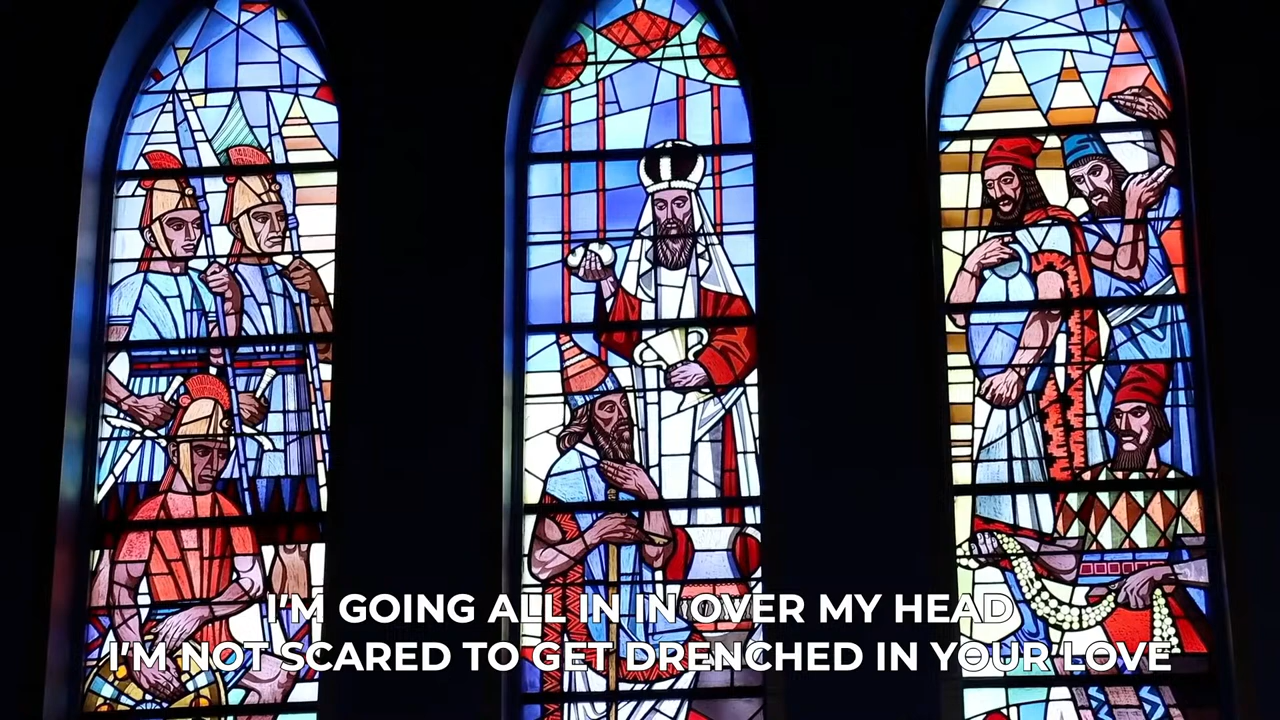 I'M GOING ALL IN IN OVER MY HEAD
I'M NOT SCARED TO GET DRENCHED IN YOUR LOVE